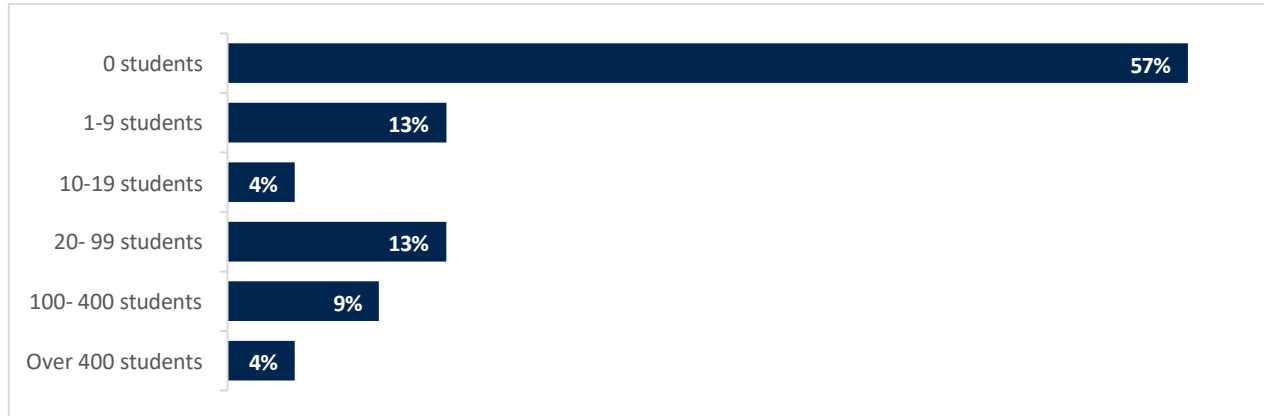 0 students 57%
1-9 students 13%
10-19 students 4%
20- 99 students 13%
100- 400 students 9%
Over 400 students 4%